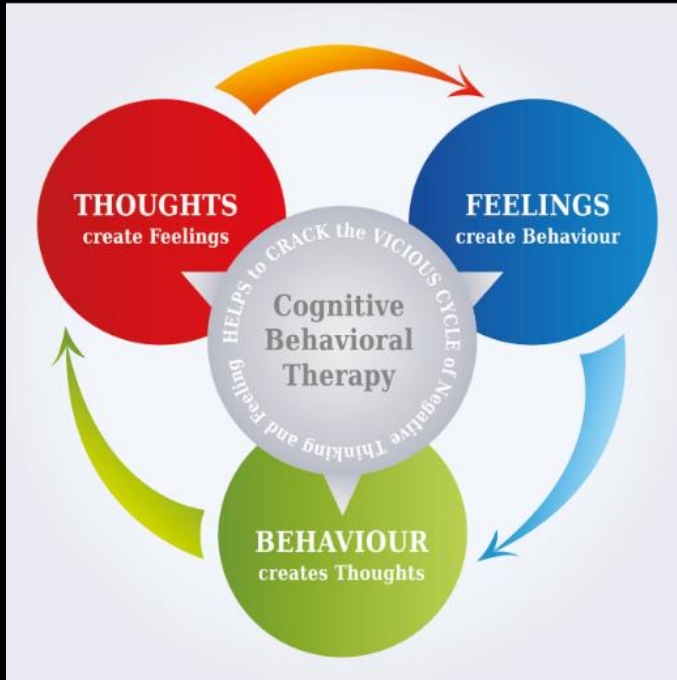 THOUGHTS
create Feelings
FEELINGS
create Behaviour
HELPS to CRACK the VICIOUS CYCLE of Negative Thinking and Feeling
Cognitive
Behavioral
Therapy
BEHAVIOUR
creates Thoughts